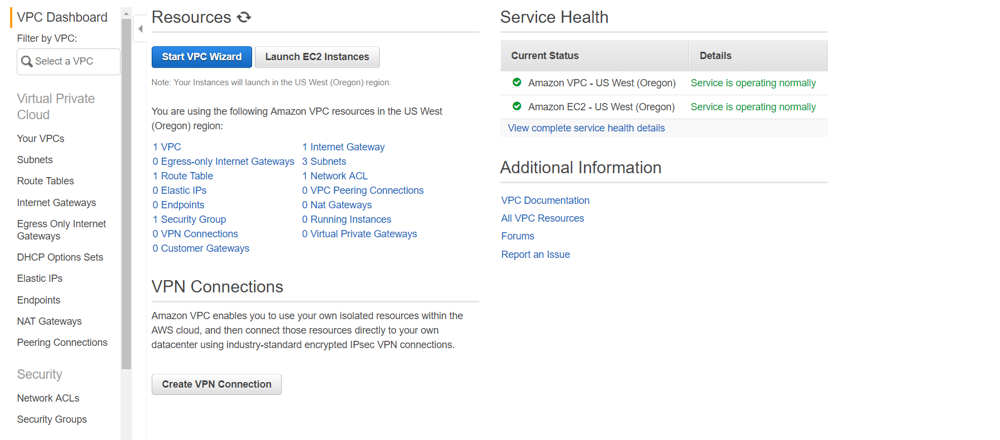 VPC Dashboard
Filter by VPC:
Select a VPC
Virtual Private
Cloud
Your VPCs
Subnets
Route Tables
Internet Gateways
Egress Only Internet
Gateways
DHCP Options Sets
Elastic IPs
Endpoints
NAT Gateways
Peering Connections
Security
Network ACLs
Security Groups
Resources
Start VPC Wizard
Launch EC2 Instances
Note: Your Instances will launch in the US West (Oregon) region.
You are using the following Amazon VPC resources in the US West
(Oregon) region:
1 VPC
1 Internet Gateway
0 Egress-only Internet Gateways
3 Subnets
1 Route Table
1 Network ACL
0 Elastic IPs
0 VPC Peering Connections
0 Endpoints
0 Nat Gateways
1 Security Group
0 Running Instances
0 VPN Connections
0 Virtual Private Gateways
0 Customer Gateways
VPN Connections
Amazon VPC enables you to use your own isolated resources within the
AWS cloud, and then connect those resources directly to your own
datacenter using industry-standard encrypted IPsec VPN connections.
Create VPN Connection
Service Health
Current Status
Details
Amazon VPC - US West (Oregon)
Service is operating normally
Amazon EC2 - US West (Oregon)
Service is operating normally
View complete service health details
Additional Information
VPC Documentation
All VPC Resources
Forums
Report an Issue